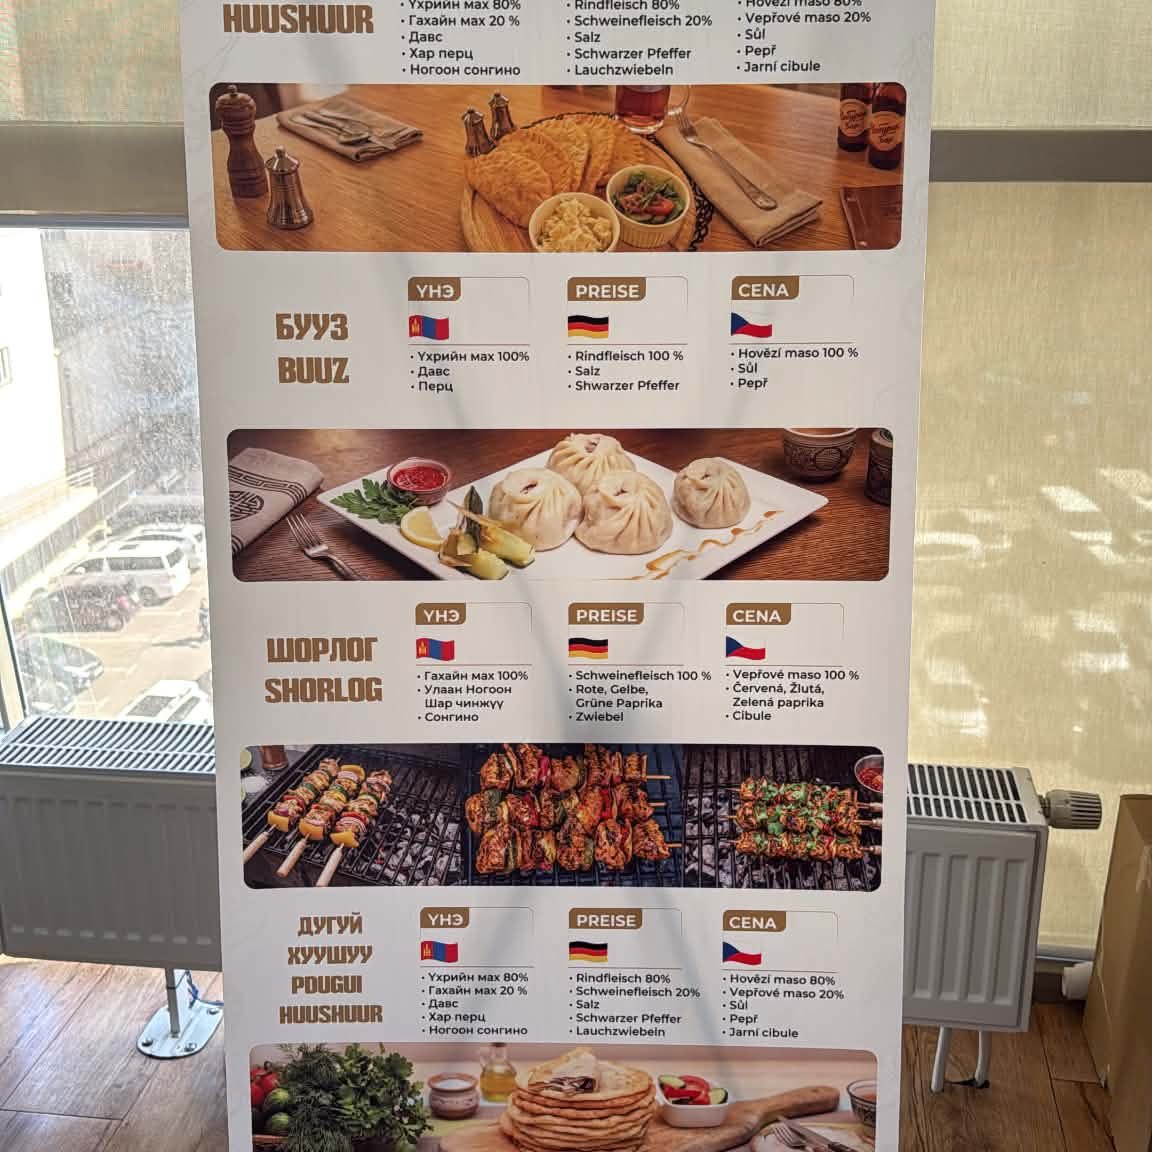 HUUSHUUR
• Үхрийн мах 80%
• Гахайн мах 20 %
• Давс
• Хар перц
• Ногоон сонгино
• Rindfleisch 80%
• Schweinefleisch 20%
• Salz
• Schwarzer Pfeffer
• Lauchzwiebeln
• Hovězí maso 80%
• Vepřové maso 20%
• Sůl
• Pepř
• Jarní cibule
БУУЗ
BUUZ
ҮНЭ
• Үхрийн мах 100%
• Давс
• Перц
PREISE
• Rindfleisch 100 %
• Salz
• Shwarzer Pfeffer
CENA
• Hovězí maso 100 %
• Sůl
• Pepř
ШОРЛОГ
SHORLOG
ҮНЭ
• Гахайн мах 100%
• Улаан Ногоон
Шар чинжүү
• Сонгино
PREISE
• Schweinefleisch 100 %
• Rote, Gelbe,
Grüne Paprika
• Zwiebel
CENA
• Vepřové maso 100 %
• Červená, Žlutá,
Zelená paprika
• Cibule
ДУГУЙ
ХУУШУУ
PDUGUI
HUUSHUUR
ҮНЭ
• Үхрийн мах 80%
• Гахайн мах 20 %
• Давс
• Хар перц
• Ногоон сонгино
PREISE
• Rindfleisch 80%
• Schweinefleisch 20%
• Salz
• Schwarzer Pfeffer
• Lauchzwiebeln
CENA
• Hovězí maso 80%
• Vepřové maso 20%
• Sůl
• Pepř
• Jarní cibule